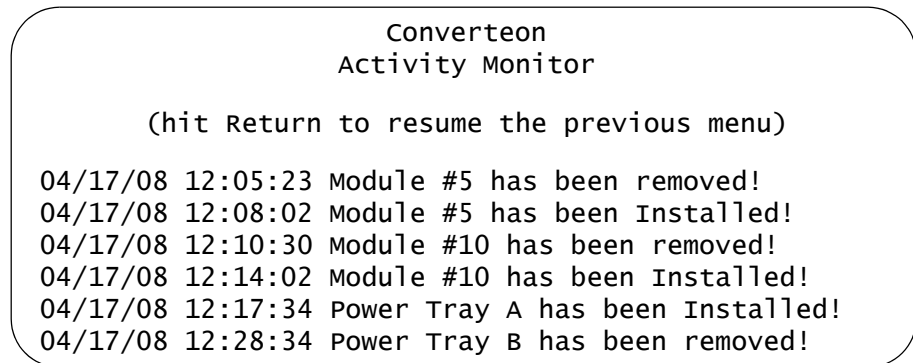 Converteon
Activity Monitor
(hit Return to resume the previous menu)
04/17/08 12:05:23 Module #5 has been removed!
04/17/08 12:08:02 Module #5 has been Installed!
04/17/08 12:10:30 Module #10 has been removed!
04/17/08 12:14:02 Module #10 has been Installed!
04/17/08 12:17:34 Power Tray A has been Installed!
04/17/08 12:28:34 Power Tray B has been removed!